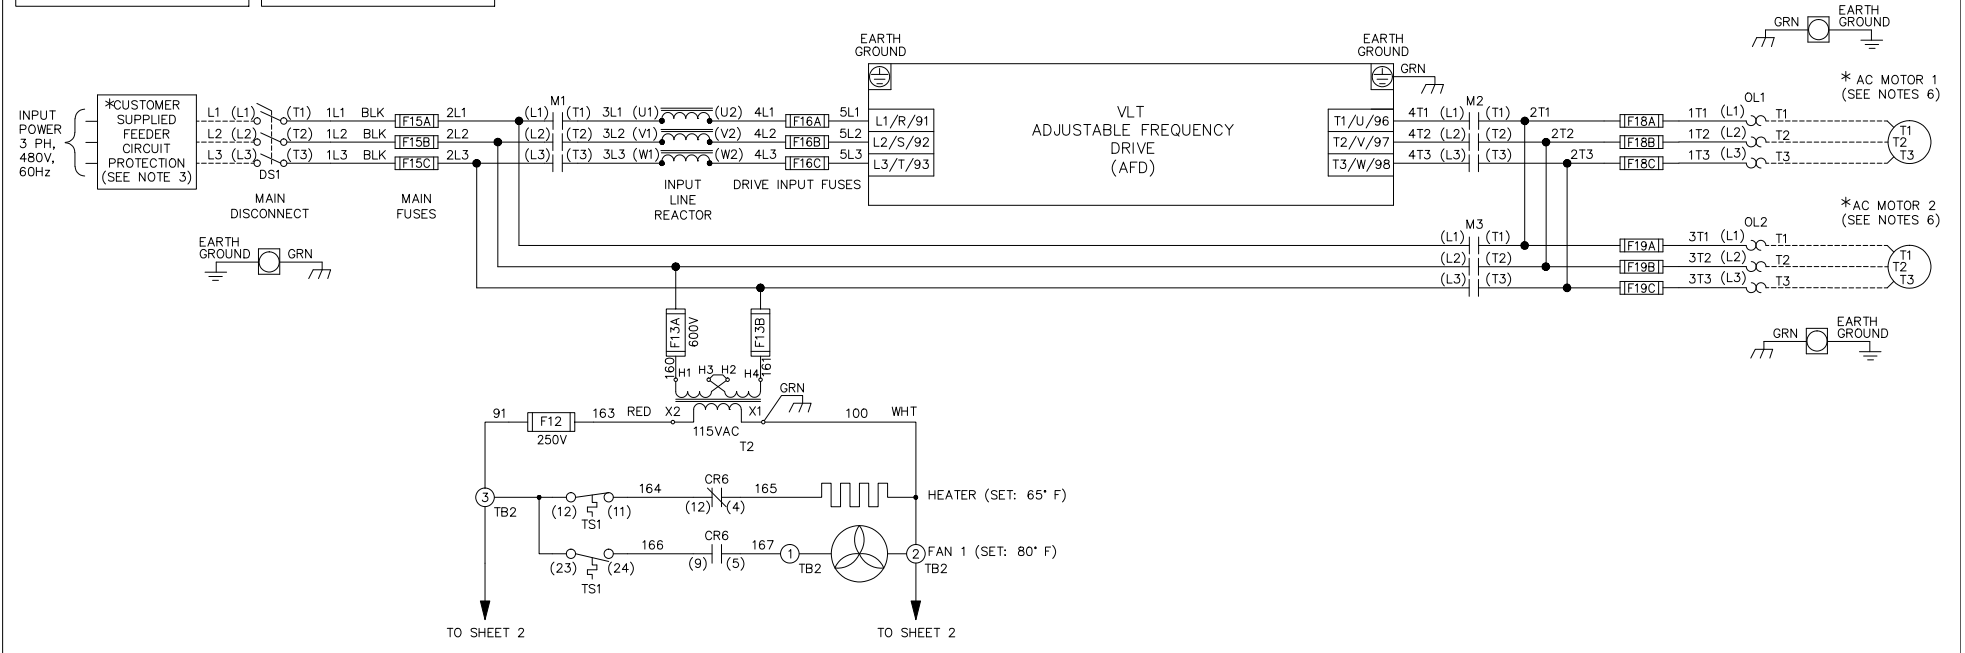 EARTH
GROUND
GRN
INPUT
POWER
3 PH,
480V,
60Hz
*CUSTOMER
SUPPLIED
FEEDER
CIRCUIT
PROTECTION
(SEE NOTE 3)
L1 (L1) (T1) 1L1 BLK F15A 2L1
L2 (L2) (T2) 1L2 BLK F15B 2L2
L3 (L3) (T3) 1L3 BLK F15C 2L3
DS1
MAIN
DISCONNECT
MAIN
FUSES
EARTH
GROUND
GRN
M1
(L1) (T1) 3L1 (U1) (U2) 4L1 F16A 5L1
(L2) (T2) 3L2 (V1) (V2) 4L2 F16B 5L2
(L3) (T3) 3L3 (W1) (W2) 4L3 F16C 5L3
INPUT
LINE
REACTOR
DRIVE INPUT FUSES
EARTH
GROUND
L1/R/91
L2/S/92
L3/T/93
VLT
ADJUSTABLE FREQUENCY
DRIVE
(AFD)
EARTH
GROUND
GRN
T1/U/96
T2/V/97
T3/W/98
M2
4T1 (L1) (T1) 2T1 F18A 1T1 (L1) T1
4T2 (L2) (T2) 2T2 F18B 1T2 (L2) T2
4T3 (L3) (T3) 2T3 F18C 1T3 (L3) T3
OL1
* AC MOTOR 1
(SEE NOTES 6)
T1
T2
T3
M3
(L1) (T1) F19A 3T1 (L1) T1
(L2) (T2) F19B 3T2 (L2) T2
(L3) (T3) F19C 3T3 (L3) T3
OL2
*AC MOTOR 2
(SEE NOTES 6)
T1
T2
T3
GRN
EARTH
GROUND
F13A
600V
F13B
160
161
H1 H3 H2 H4
GRN
91 F12 163 RED X2 X1 100 WHT
250V
115VAC
T2
3
TB2
(12) (11)
TS1
164
CR6
(12) (4)
165
HEATER (SET: 65° F)
(23) (24)
TS1
166
CR6
(9) (5)
167
1
TB2
2
TB2
FAN 1 (SET: 80° F)
TO SHEET 2
TO SHEET 2